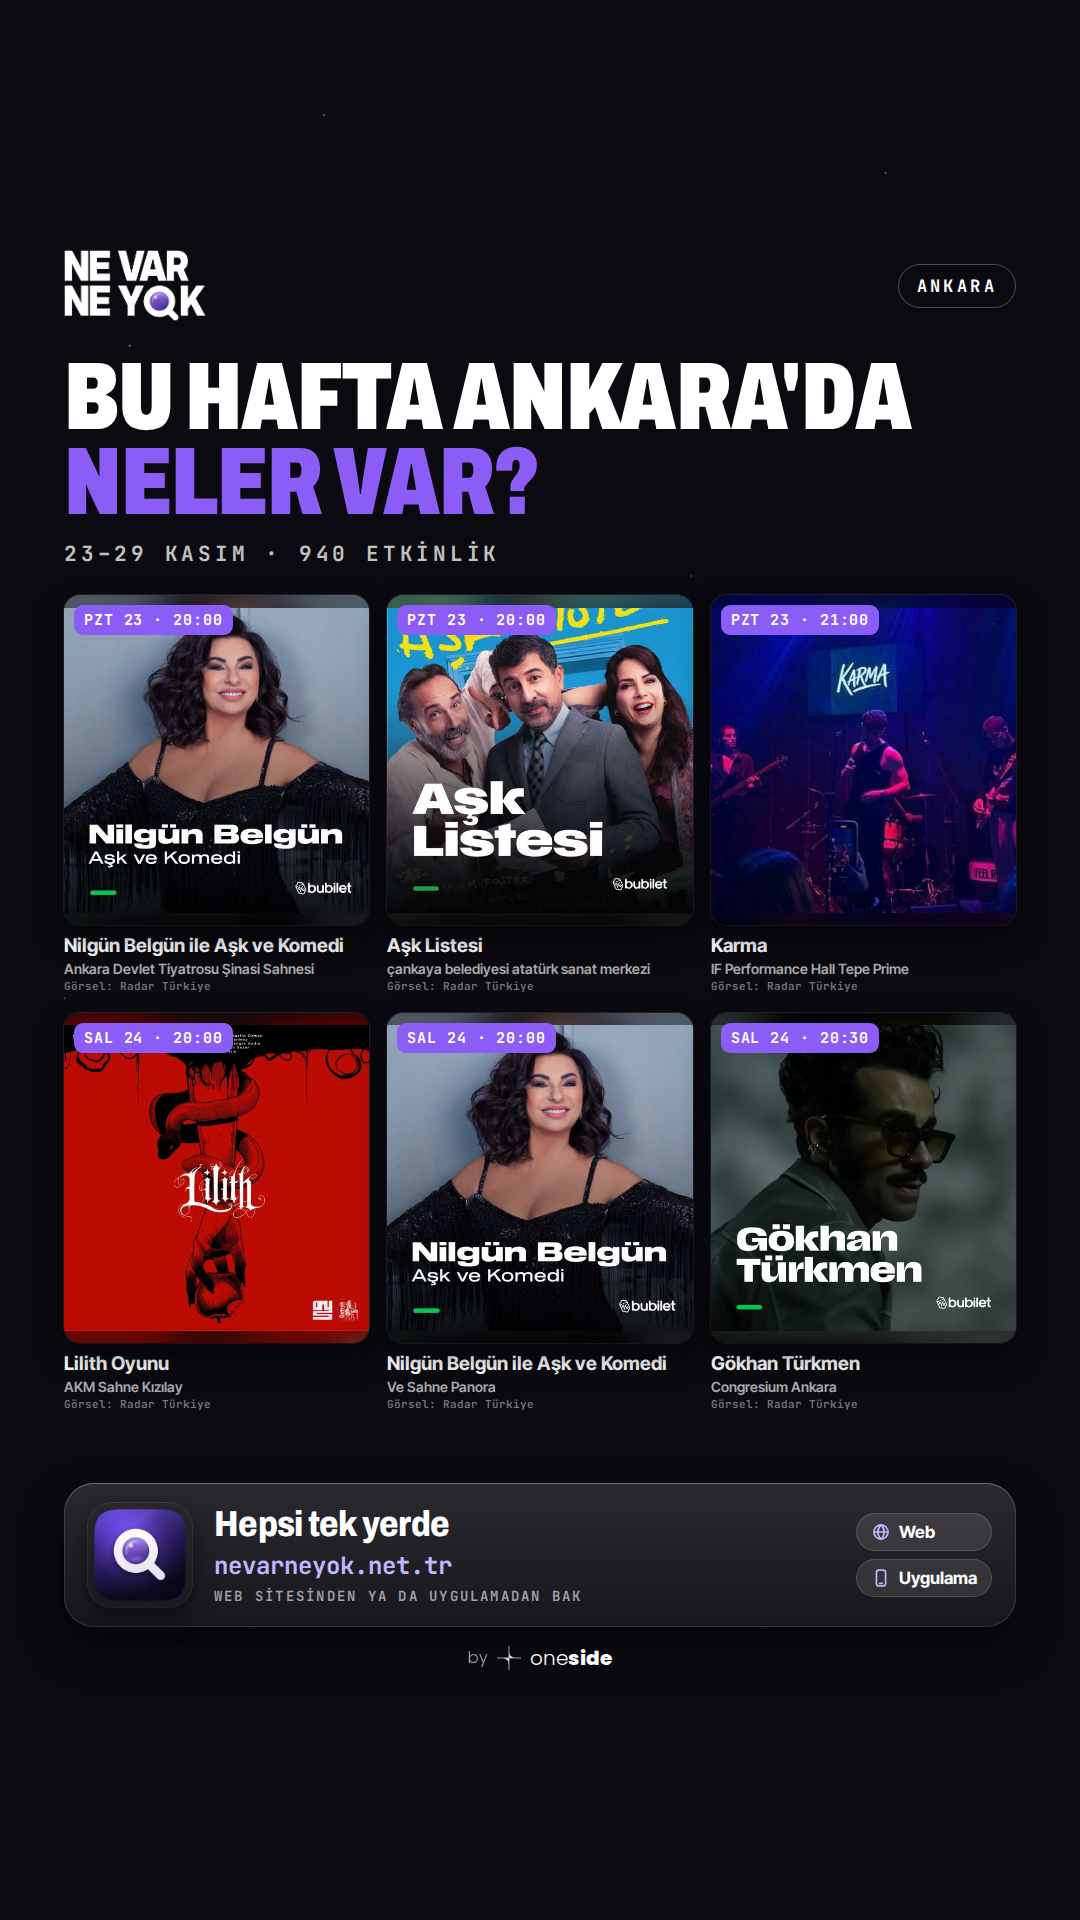 NE VAR
NE YOK
ANKARA
BU HAFTA ANKARA'DA
NELER VAR?
23–29 KASIM · 940 ETKİNLİK
PZT 23 · 20:00
Nilgün Belgün
Aşk ve Komedi
bubilet
Nilgün Belgün ile Aşk ve Komedi
Ankara Devlet Tiyatrosu Şinasi Sahnesi
Görsel: Radar Türkiye
PZT 23 · 20:00
Aşk
Listesi
bubilet
Aşk Listesi
çankaya belediyesi atatürk sanat merkezi
Görsel: Radar Türkiye
PZT 23 · 21:00
KARMA
Karma
IF Performance Hall Tepe Prime
Görsel: Radar Türkiye
SAL 24 · 20:00
Lilith
Lilith Oyunu
AKM Sahne Kızılay
Görsel: Radar Türkiye
SAL 24 · 20:00
Nilgün Belgün
Aşk ve Komedi
bubilet
Nilgün Belgün ile Aşk ve Komedi
Ve Sahne Panora
Görsel: Radar Türkiye
SAL 24 · 20:30
Gökhan
Türkmen
bubilet
Gökhan Türkmen
Congresium Ankara
Görsel: Radar Türkiye
Hepsi tek yerde
nevarneyok.net.tr
WEB SİTESİNDEN YA DA UYGULAMADAN BAK
Web
Uygulama
by oneside